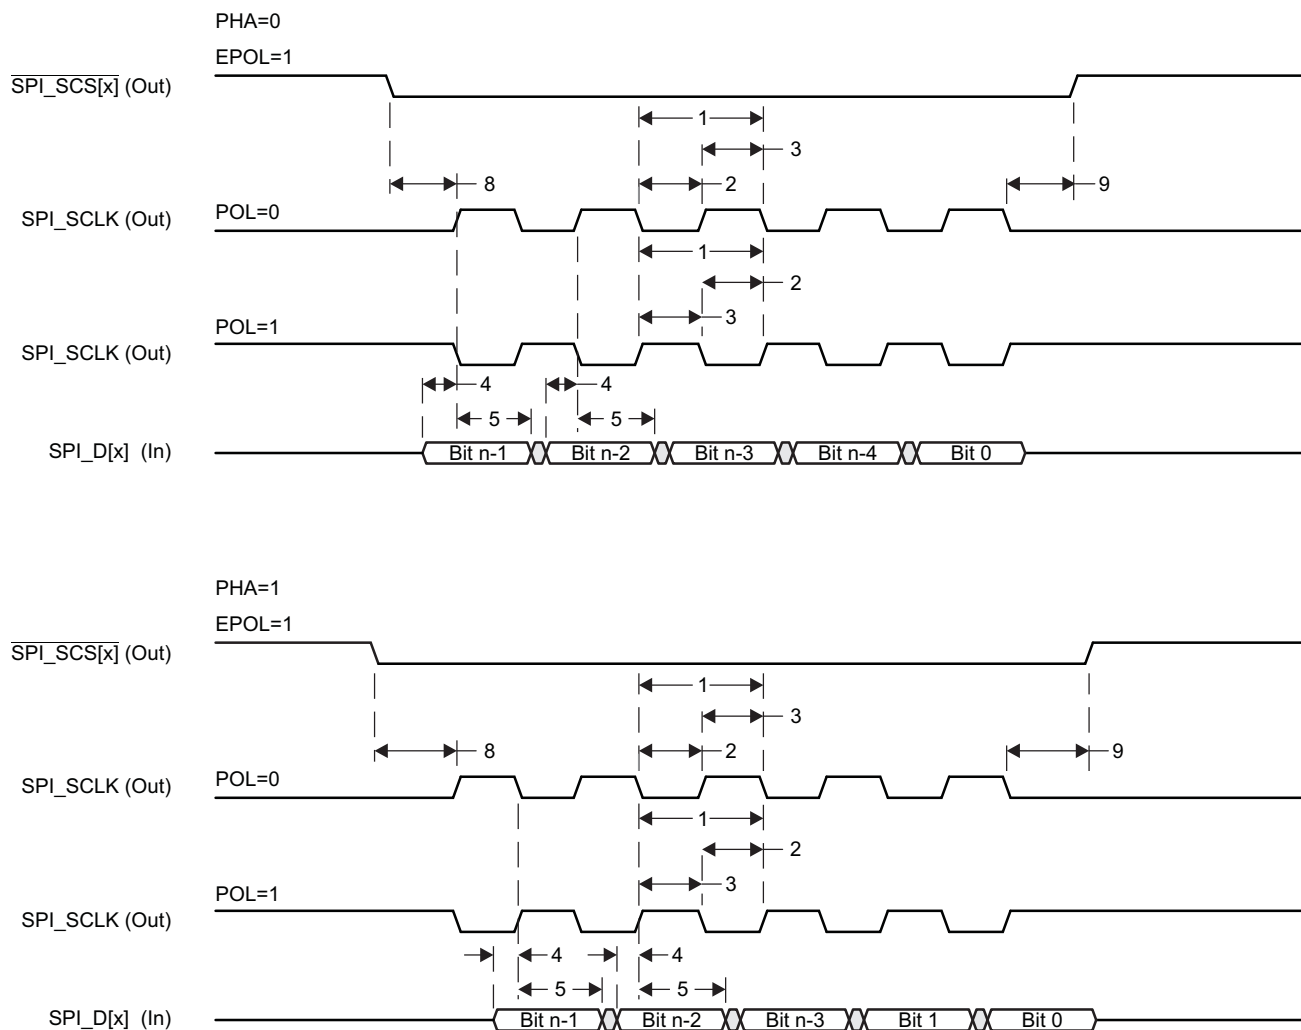 PHA=0
EPOL=1
SPI_SCS[x] (Out)
1
3
8
2
9
SPI_SCLK (Out)
POL=0
1
2
3
POL=1
SPI_SCLK (Out)
4
4
5
5
SPI_D[x] (In)
Bit n-1
Bit n-2
Bit n-3
Bit n-4
Bit 0
PHA=1
EPOL=1
SPI_SCS[x] (Out)
1
3
8
2
9
SPI_SCLK (Out)
POL=0
1
2
3
POL=1
SPI_SCLK (Out)
4
4
5
5
SPI_D[x] (In)
Bit n-1
Bit n-2
Bit n-3
Bit 1
Bit 0